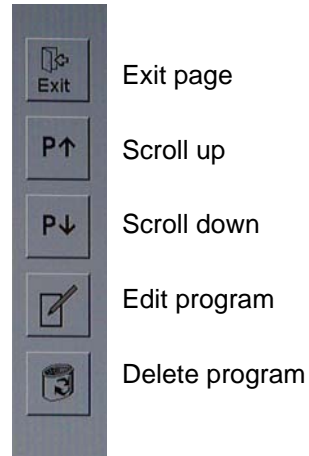 Exit
Exit page
P↑
Scroll up
P↓
Scroll down
Edit program
Delete program